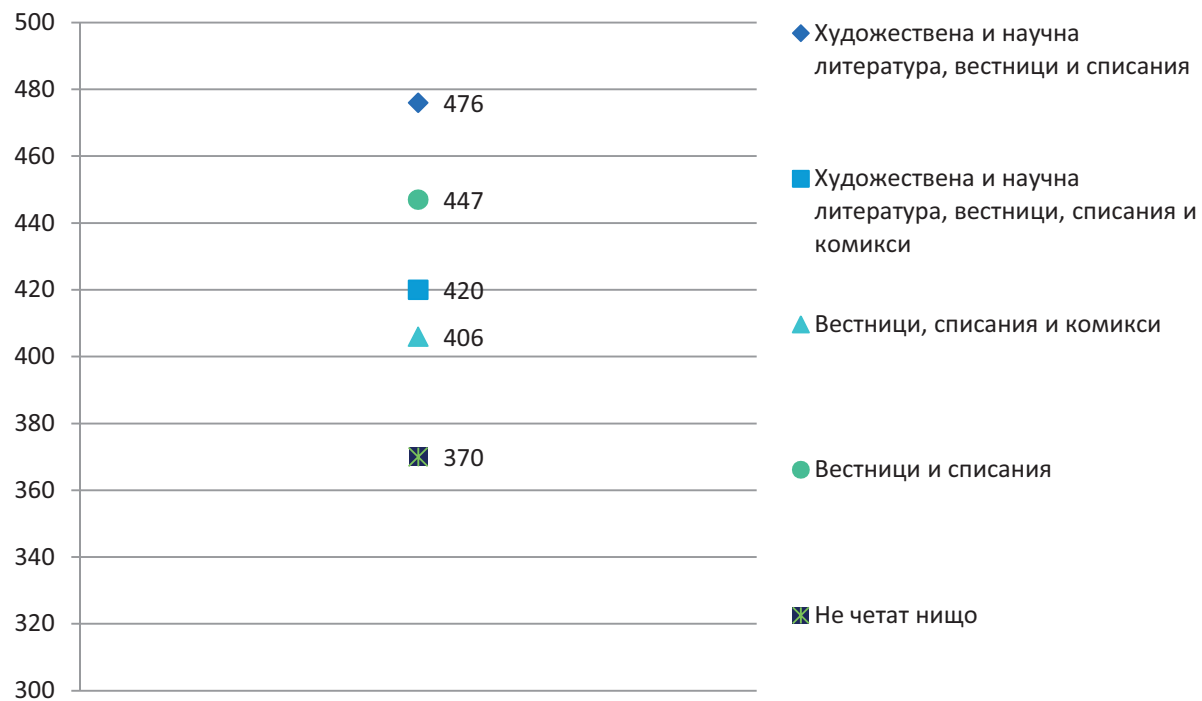 500
480
460
440
420
400
380
360
340
320
300
476
447
420
406
370
Художествена и научна
литература, вестници и списания
Художествена и научна
литература, вестници, списания и
комикси
Вестници, списания и комикси
Вестници и списания
Не четат нищо